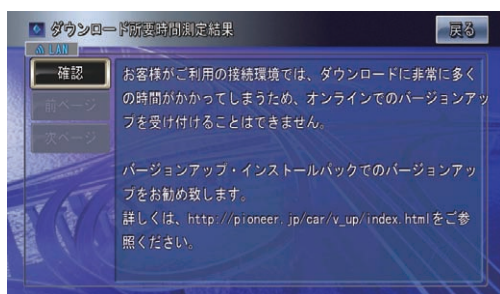 ダウンロード所要時間測定結果
戻る
LAN
確認
前ページ
次ページ
お客様がご利用の接続環境では、ダウンロードに非常に多く
の時間がかかってしまうため、オンラインでのバージョンアッ
プを受け付けることはできません。
バージョンアップ・インストールパックでのバージョンアッ
プをお勧め致します。
詳しくは、http://pioneer.jp/car/v_up/index.htmlをご参
照ください。